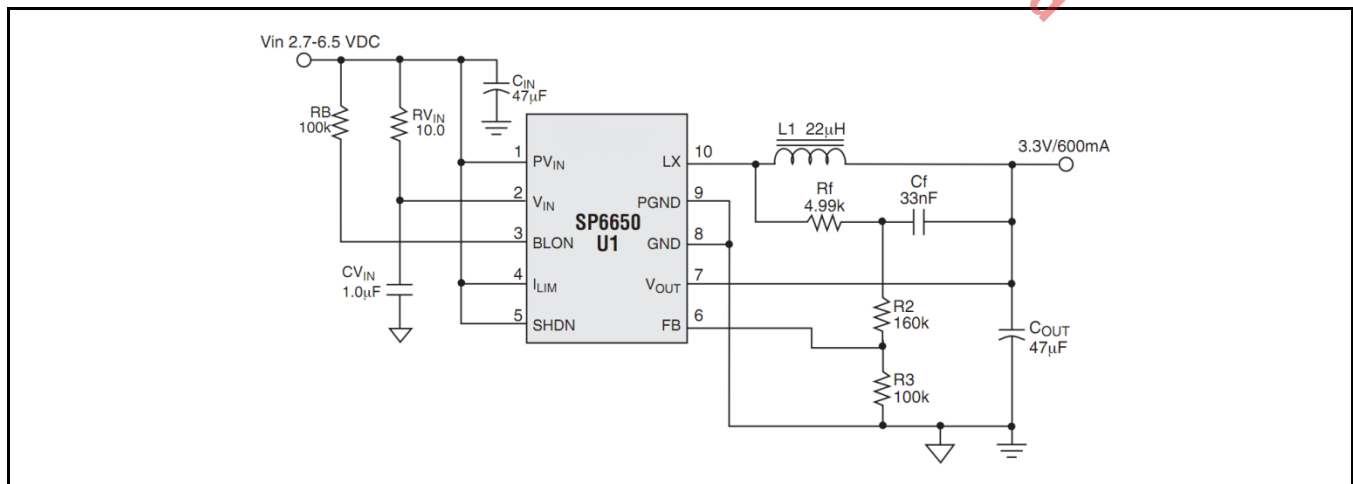 Vin 2.7-6.5 VDC
CIN
47μF
RB
100k
RVIN
10.0
L1 22μH
3.3V/600mA
1
PVIN
LX
10
Rf
4.99k
Cf
33nF
2
VIN
PGND
9
SP6650
U1
3
BLON
GND
8
CVIN
1.0μF
4
ILIM
VOUT
7
R2
160k
5
SHDN
FB
6
COUT
47μF
R3
100k